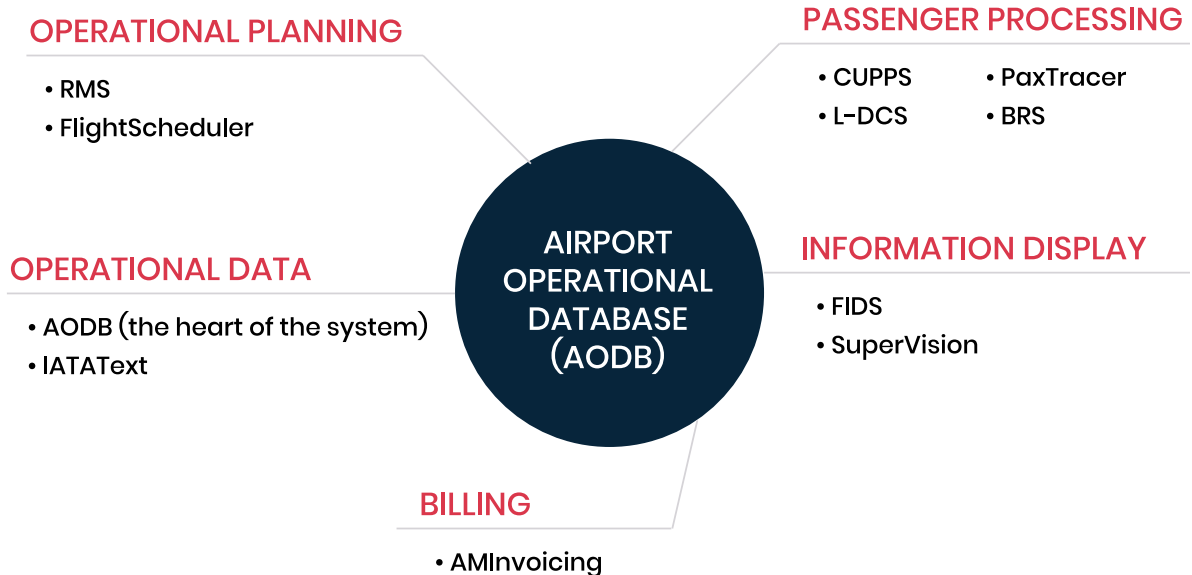 OPERATIONAL PLANNING
• RMS
• FlightScheduler
PASSENGER PROCESSING
• CUPPS
• L-DCS
• PaxTracer
• BRS
AIRPORT
OPERATIONAL
DATABASE
(AODB)
OPERATIONAL DATA
• AODB (the heart of the system)
• IATAText
INFORMATION DISPLAY
• FIDS
• SuperVision
BILLING
• AMInvoicing